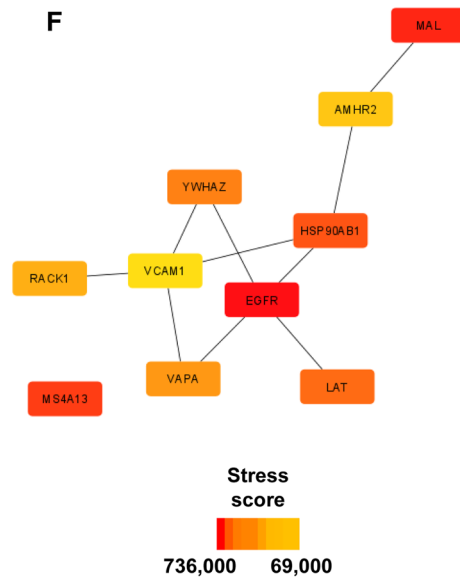 F
MAL
AMHR2
YWHAZ
HSP90AB1
RACK1
VCAM1
EGFR
VAPA
LAT
MS4A13
Stress
score
736,000 69,000